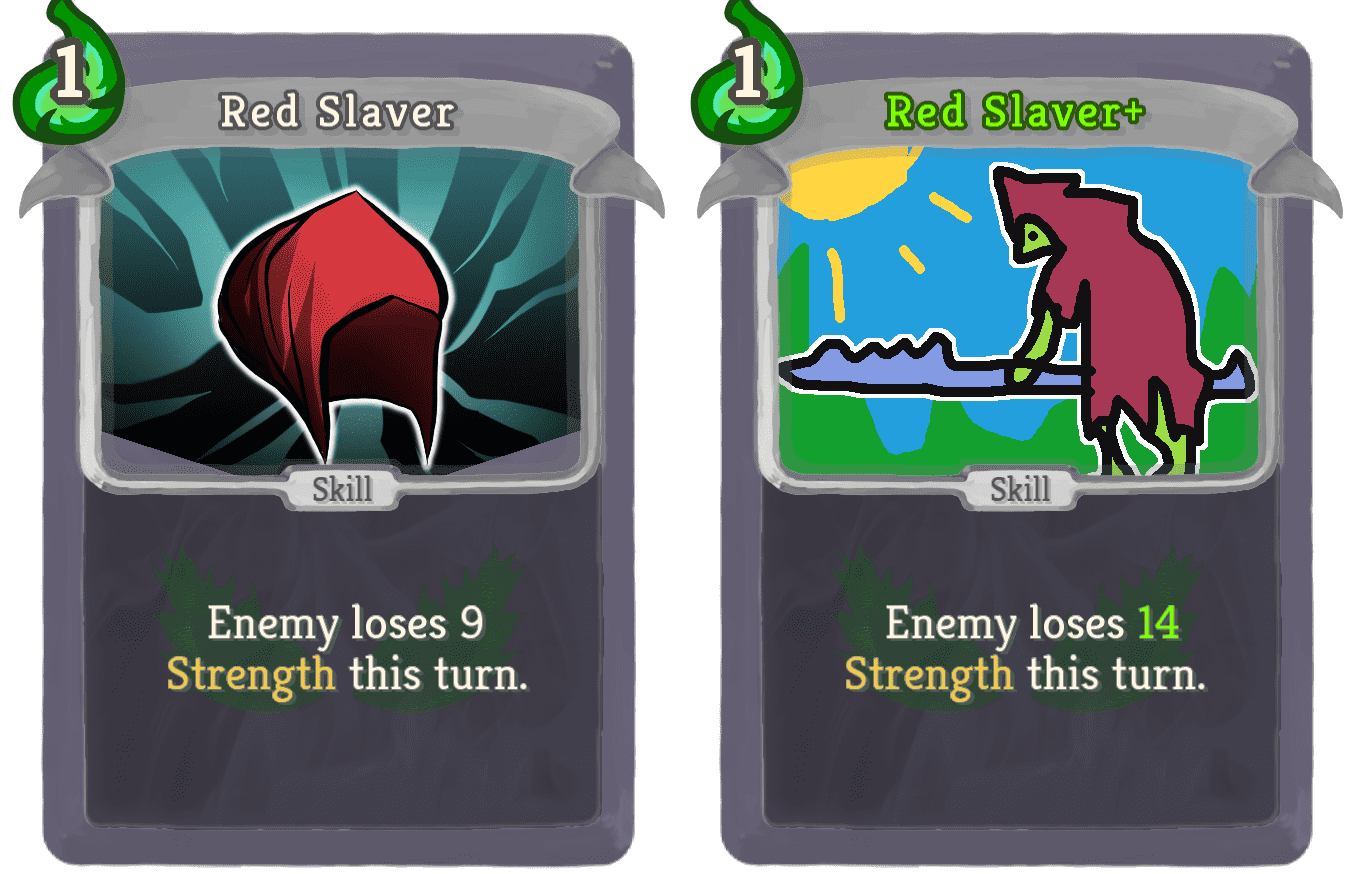 1
Red Slaver
Skill
Enemy loses 9
Strength this turn.
1
Red Slaver+
Skill
Enemy loses 14
Strength this turn.